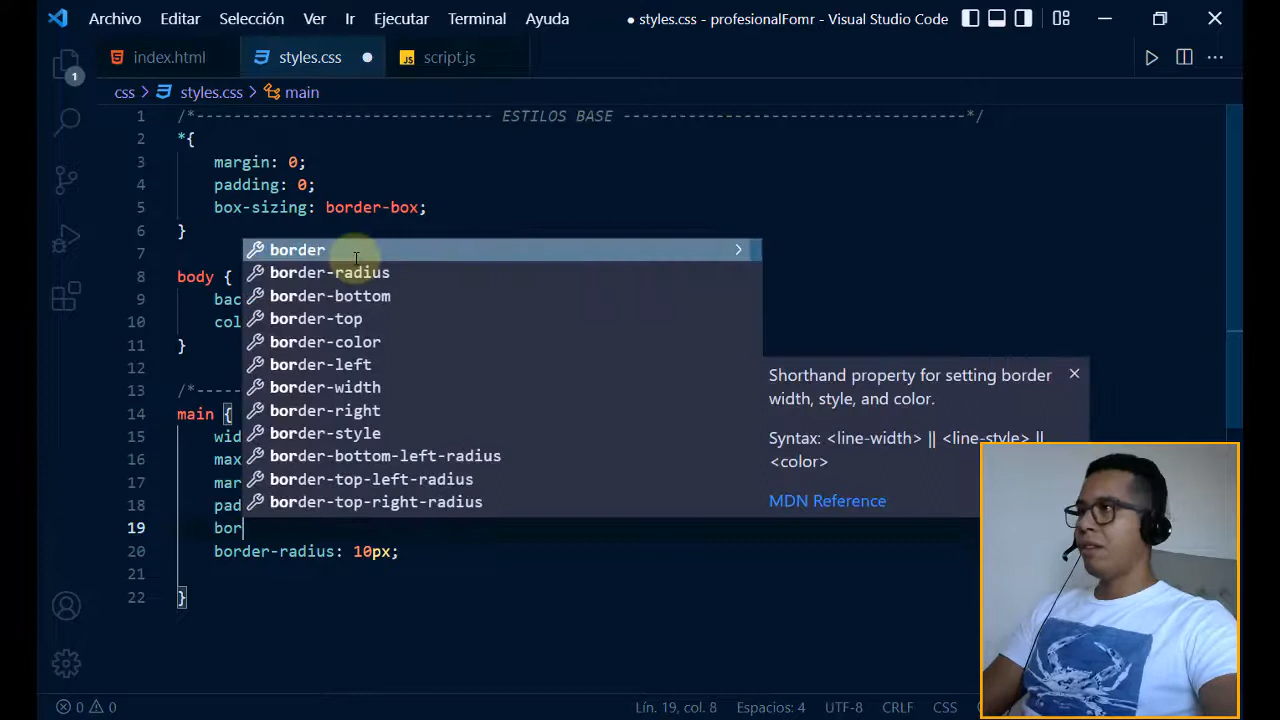 Archivo Editar Selección Ver Ir Ejecutar Terminal Ayuda ● styles.css - profesionalFomr - Visual Studio Code
index.html styles.css ● JS script.js
css > styles.css > main
1
1 /*-------------------------------- ESTILOS BASE -------------------------------------*/
2 *{
3 margin: 0;
4 padding: 0;
5 box-sizing: border-box;
6 }
7
8 body {
9 bac
10 col
11 }
12
13 /*-----
14 main {
15 wid
16 max
17 mar
18 pad
19 bor
20 border-radius: 10px;
21
22 }
border >
border-radius
border-bottom
border-top
border-color
border-left
border-width
border-right
border-style
border-bottom-left-radius
border-top-left-radius
border-top-right-radius
Shorthand property for setting border
width, style, and color.
Syntax: <line-width> || <line-style> ||
<color>
MDN Reference
0 0 Lín. 19, col. 8 Espacios: 4 UTF-8 CRLF CSS